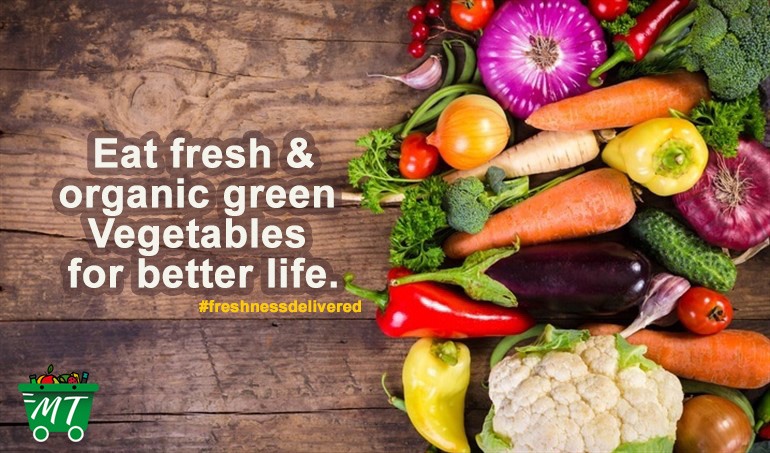 Eat fresh &
organic green
Vegetables
for better life.
#freshnessdelivered
MT